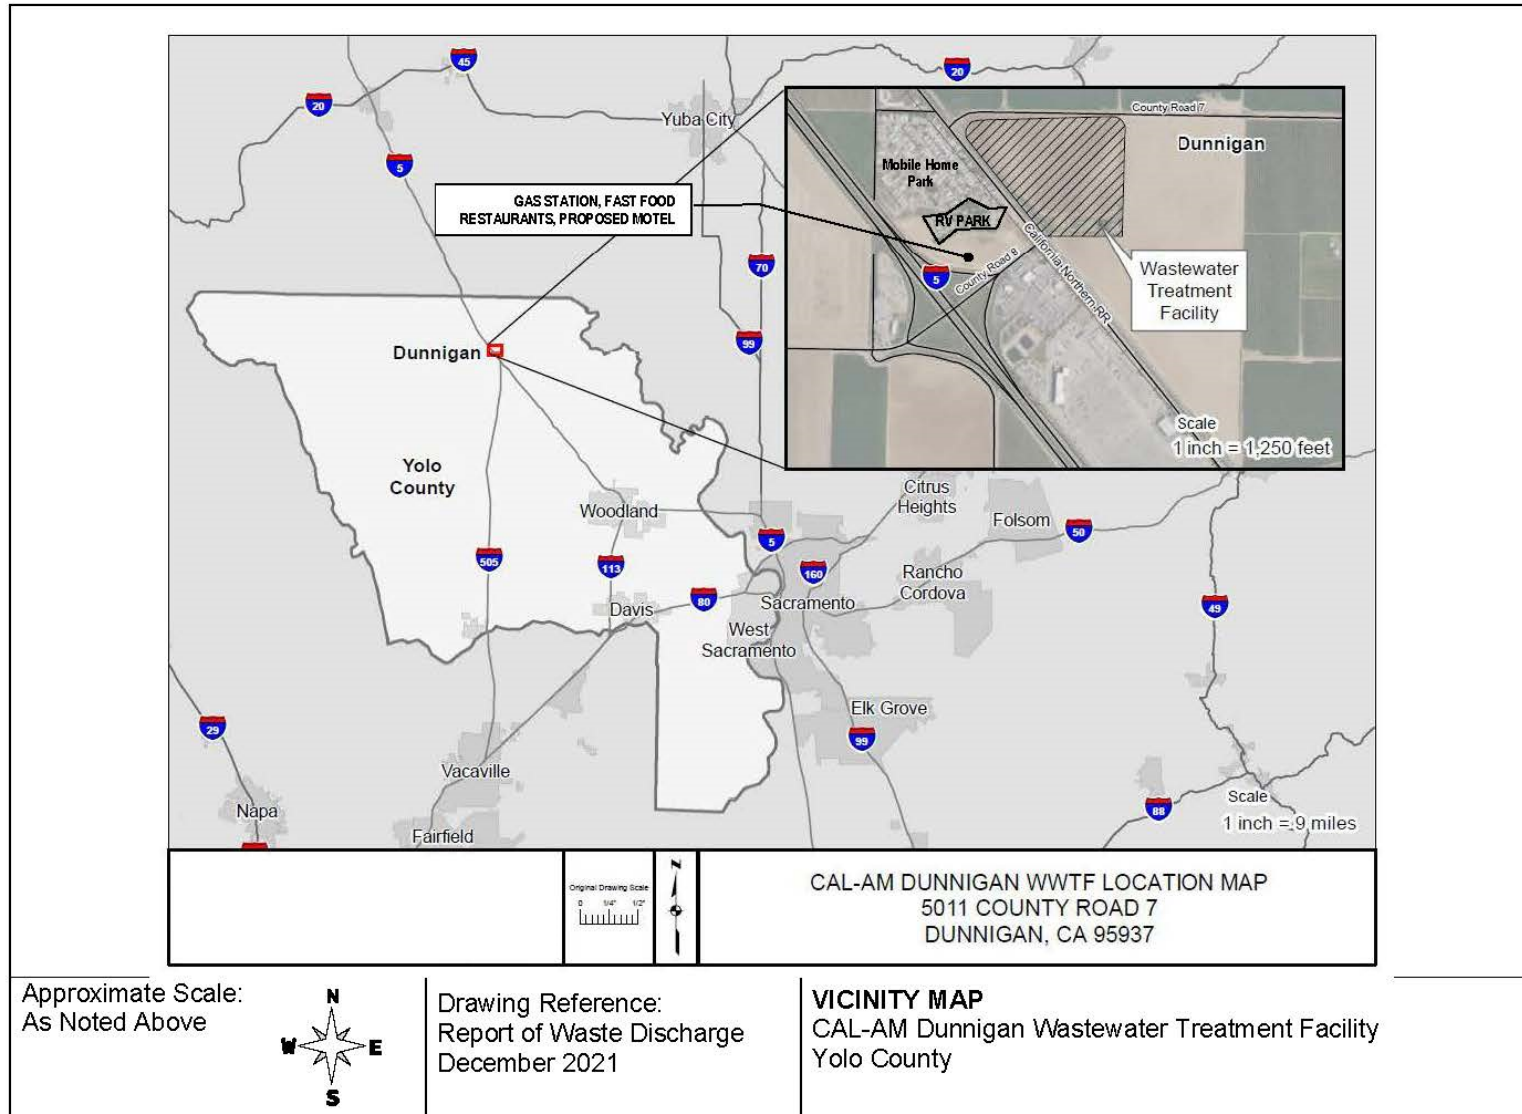 45
20
20
Yuba City
5
County Road 7
Dunnigan
Mobile Home
Park
GAS STATION, FAST FOOD
RESTAURANTS, PROPOSED MOTEL
RV PARK
California Northern RR
County Road 8
5
Wastewater
Treatment
Facility
70
99
Dunnigan
Scale
1 inch = 1,250 feet
Yolo
County
Citrus
Heights
Woodland
Folsom
50
5
505
113
160
Rancho
Cordova
80
Davis
Sacramento
49
West
Sacramento
Elk Grove
29
99
Vacaville
Napa
Scale
88
1 inch = 9 miles
Fairfield
Original Drawing Scale
0 1/4" 1/2"
N
CAL-AM DUNNIGAN WWTF LOCATION MAP
5011 COUNTY ROAD 7
DUNNIGAN, CA 95937
Approximate Scale:
As Noted Above
N
W E
S
Drawing Reference:
Report of Waste Discharge
December 2021
VICINITY MAP
CAL-AM Dunnigan Wastewater Treatment Facility
Yolo County